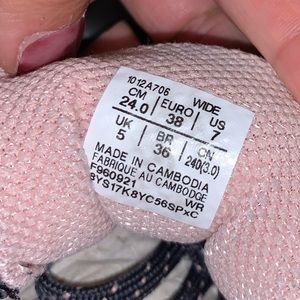 1012A706 WIDE
CM EURO US
24.0 38 7
UK BR CN
5 36 240(3.0)
MADE IN CAMBODIA
FABRIQUE AU CAMBODGE
F960921 WR
8YS17K8YC56SPxC